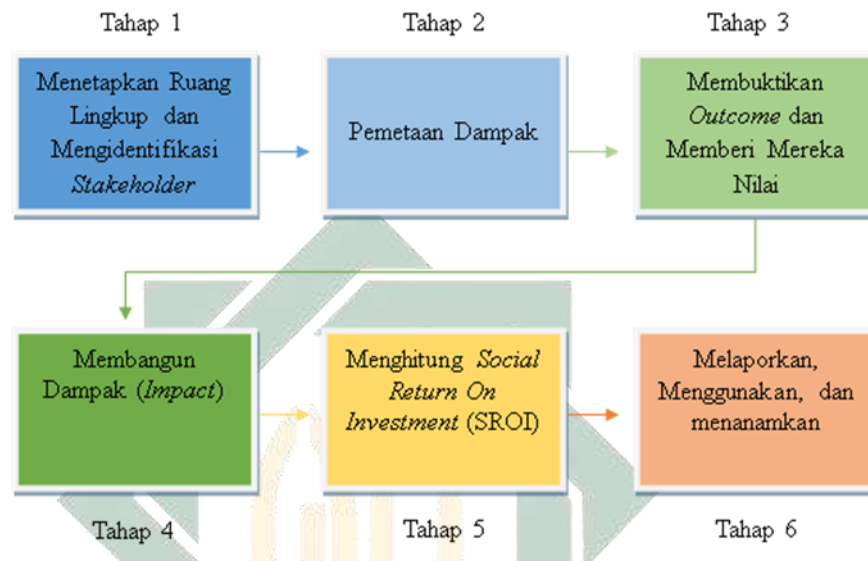 Tahap 1
Tahap 2
Tahap 3
Menetapkan Ruang
Lingkup dan
Mengidentifikasi
Stakeholder
Pemetaan Dampak
Membuktikan
Outcome dan
Memberi Mereka
Nilai
Membangun
Dampak (Impact)
Menghitung Social
Return On
Investment (SROI)
Melaporkan,
Menggunakan, dan
menanamkan
Tahap 4
Tahap 5
Tahap 6